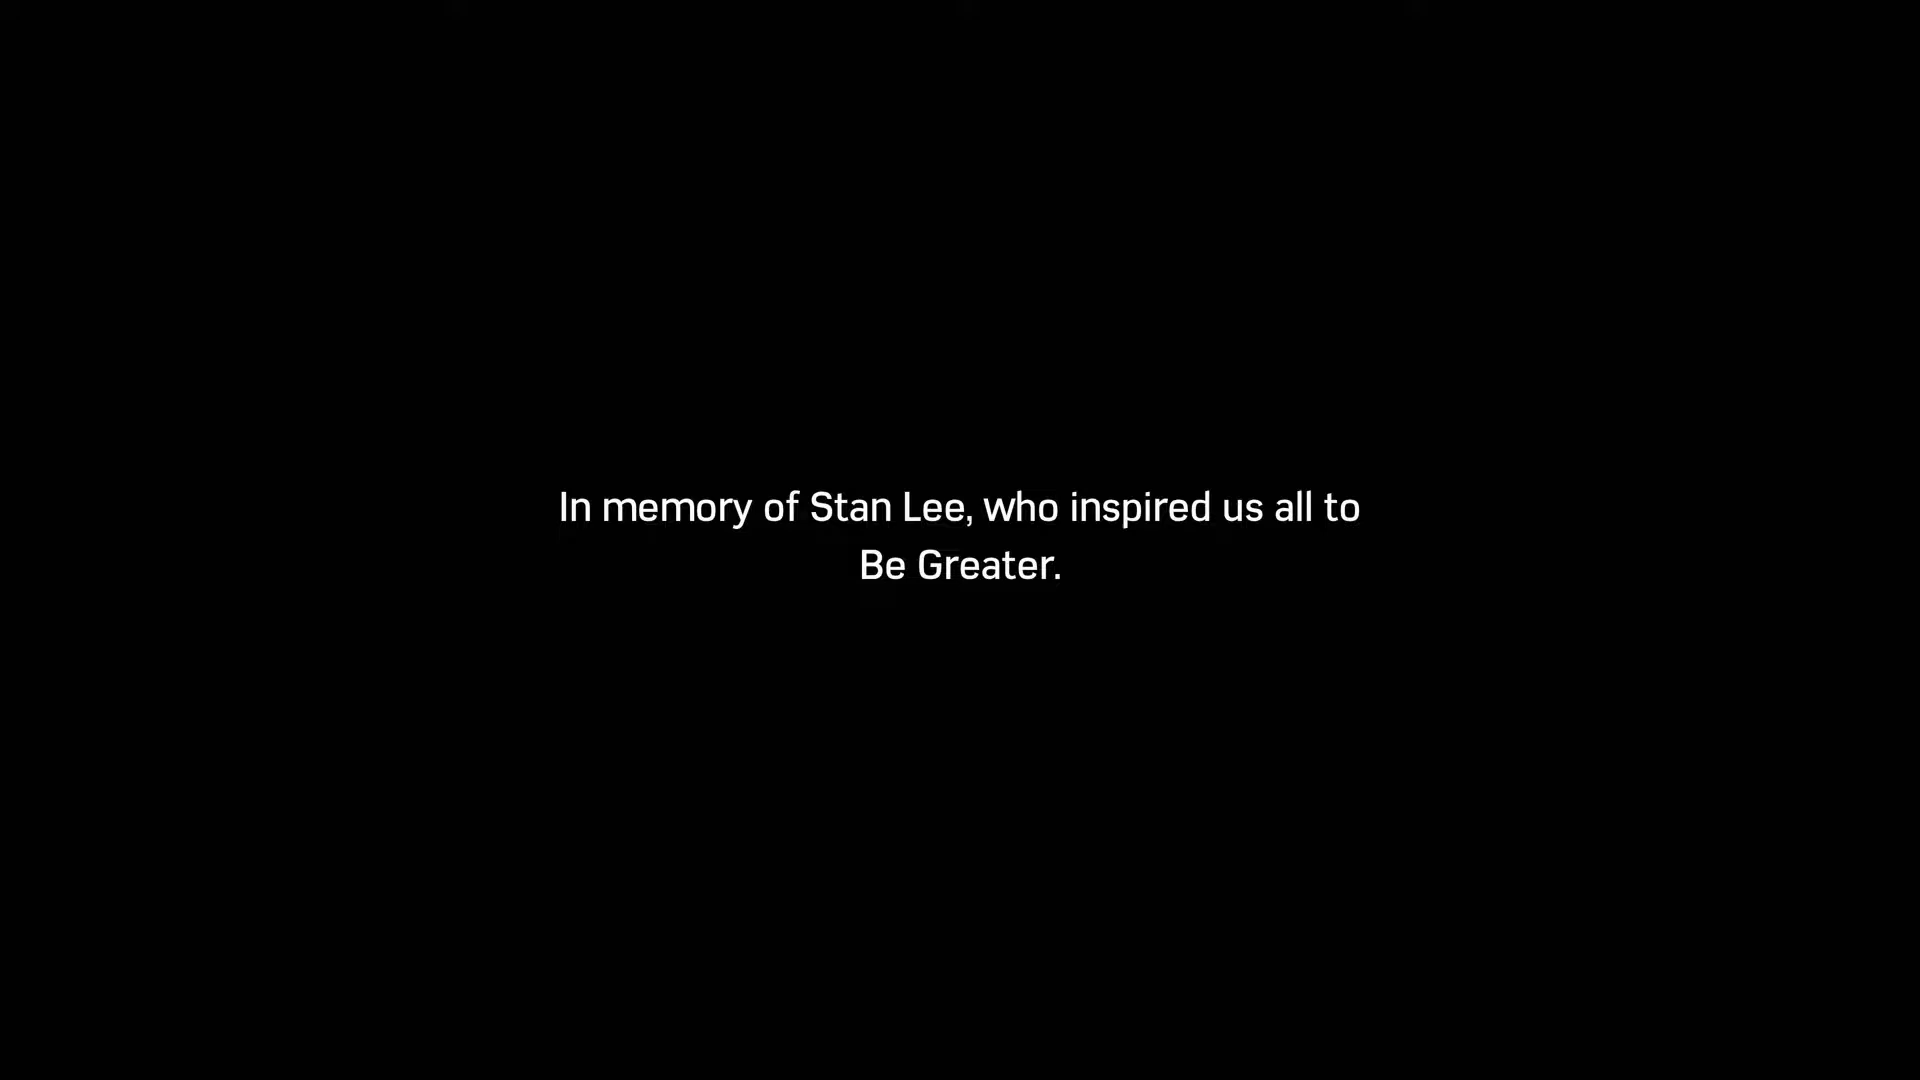 In memory of Stan Lee, who inspired us all to
Be Greater.